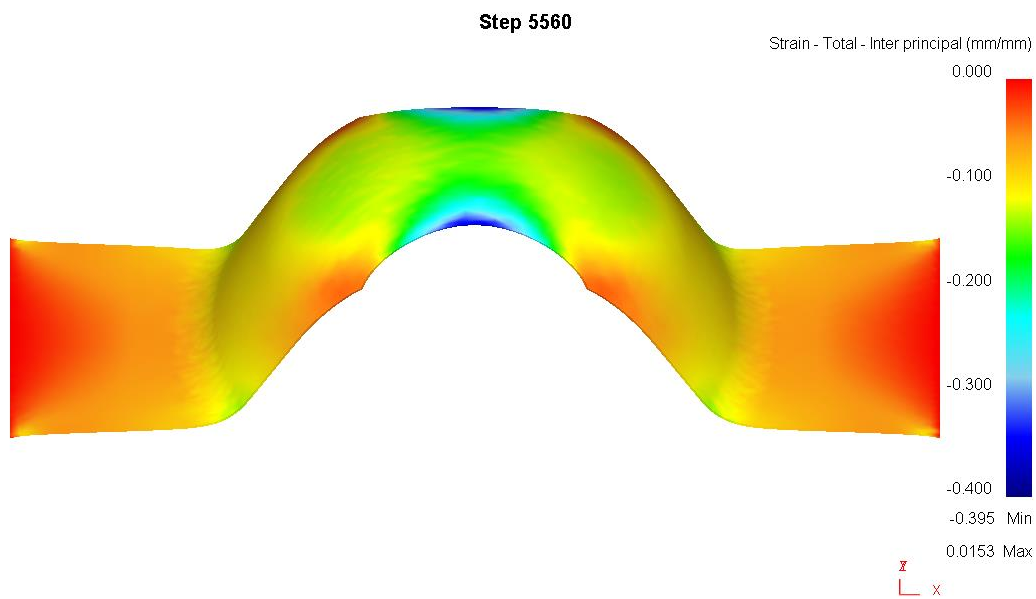 Step 5560
Strain - Total - Inter principal (mm/mm)
0.000
-0.100
-0.200
-0.300
-0.400
-0.395 Min
0.0153 Max
X